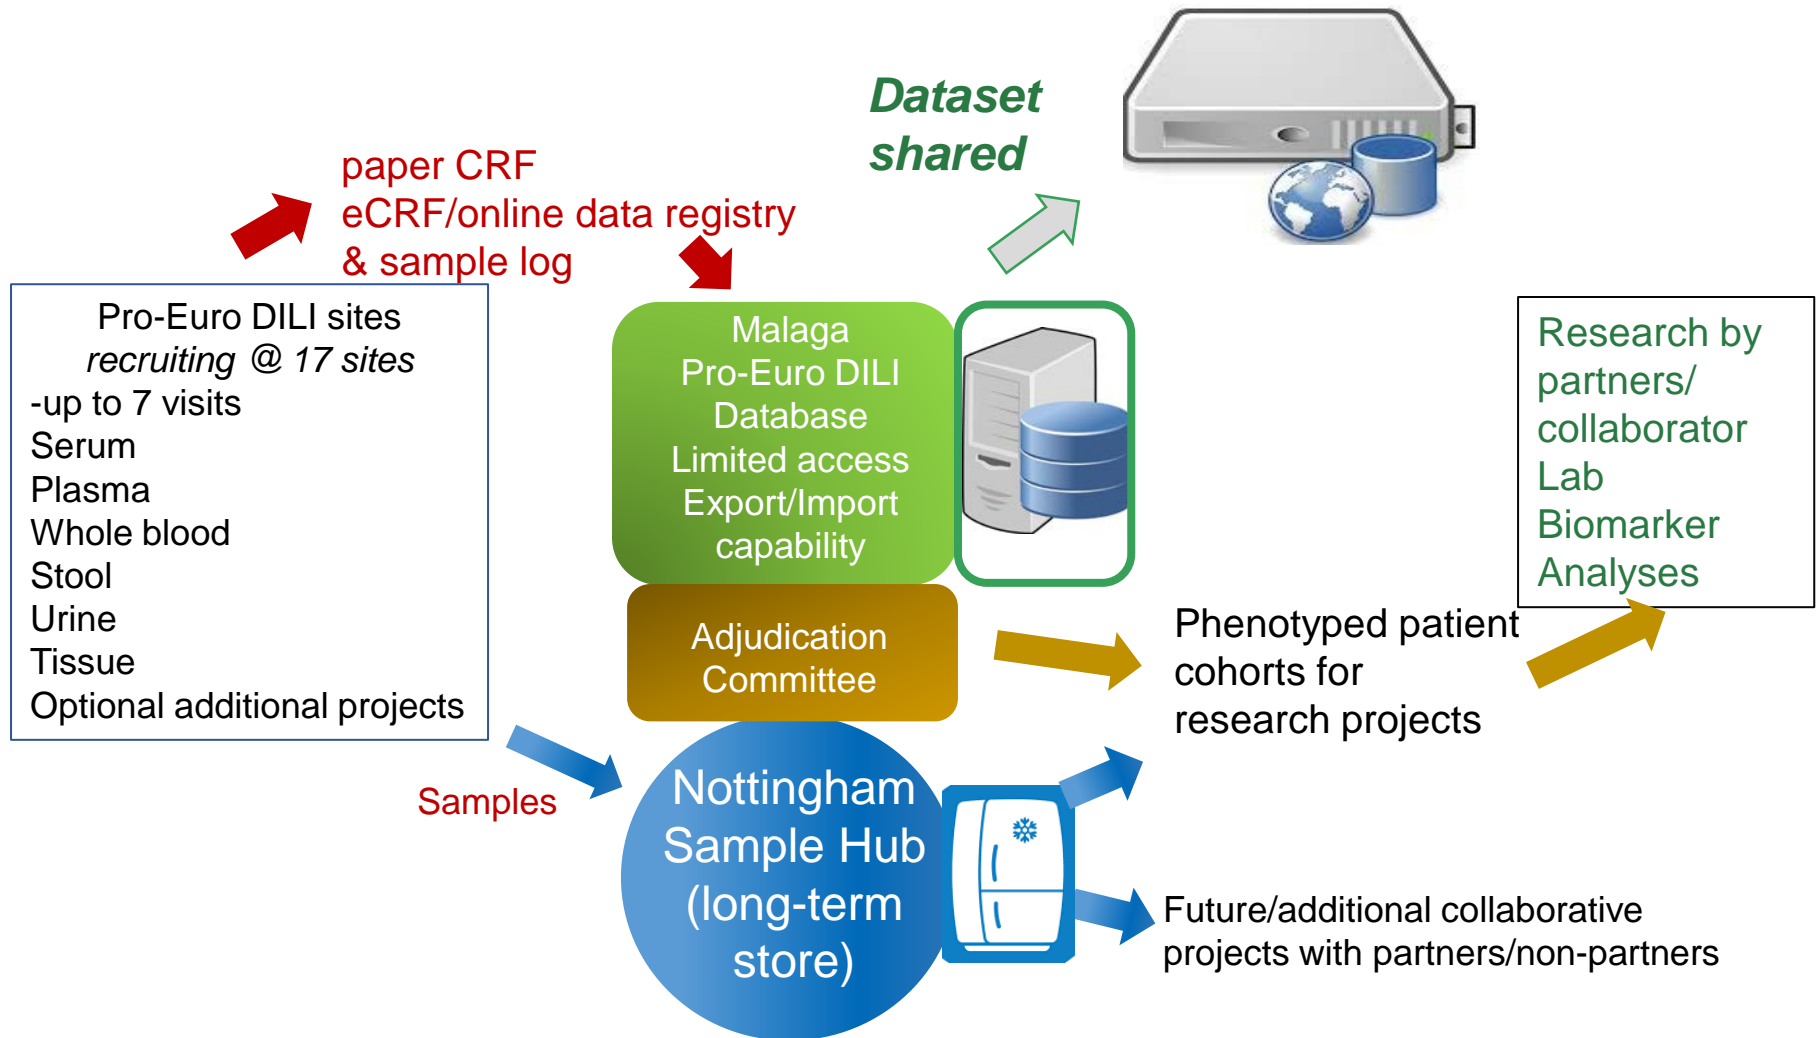 Dataset
shared
paper CRF
eCRF/online data registry
& sample log
Pro-Euro DILI sites
recruiting @ 17 sites
-up to 7 visits
Serum
Plasma
Whole blood
Stool
Urine
Tissue
Optional additional projects
Malaga
Pro-Euro DILI
Database
Limited access
Export/Import
capability
Research by
partners/
collaborator
Lab
Biomarker
Analyses
Adjudication
Committee
Phenotyped patient
cohorts for
research projects
Samples
Nottingham
Sample Hub
(long-term
store)
Future/additional collaborative
projects with partners/non-partners